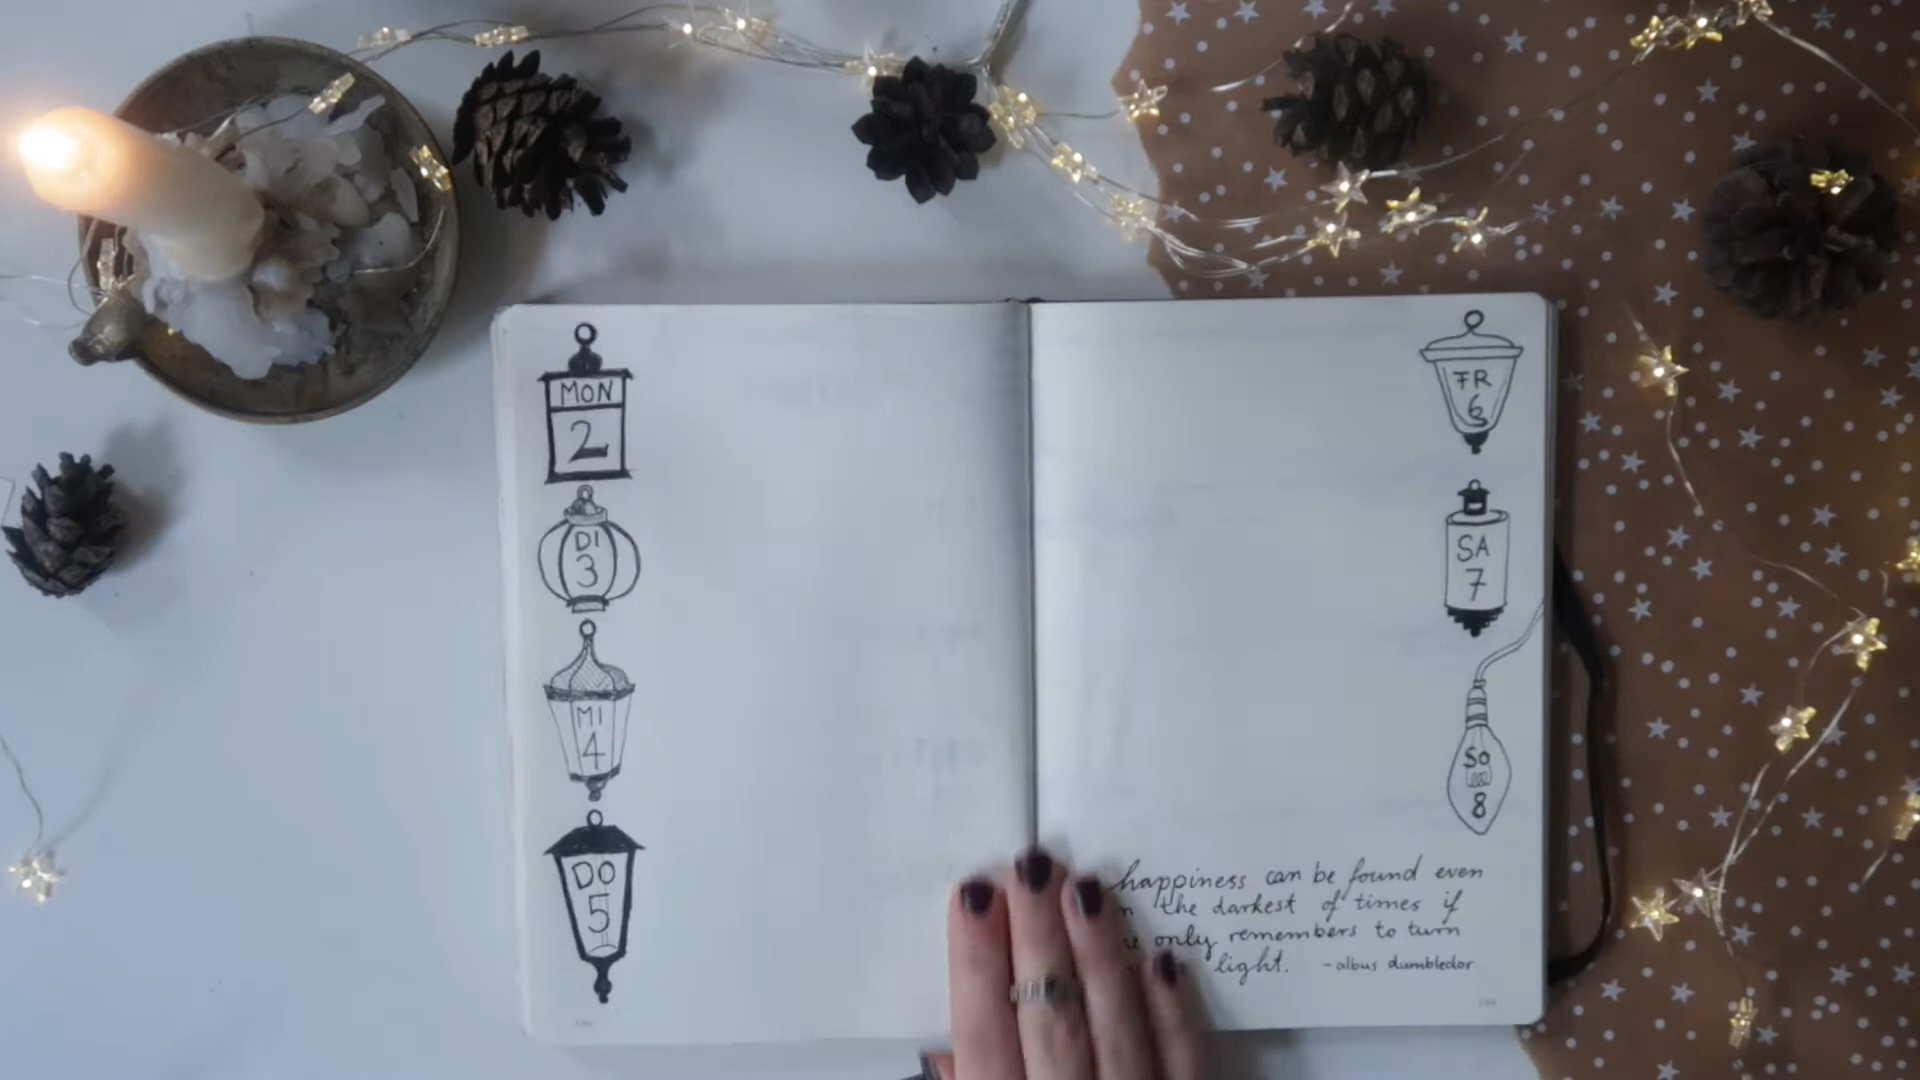 MON
2
DI
3
MI
4
DO
5
FR
6
SA
7
SO
8
happiness can be found even
the darkest of times if
only remembers to turn
light. - albus dumbledor